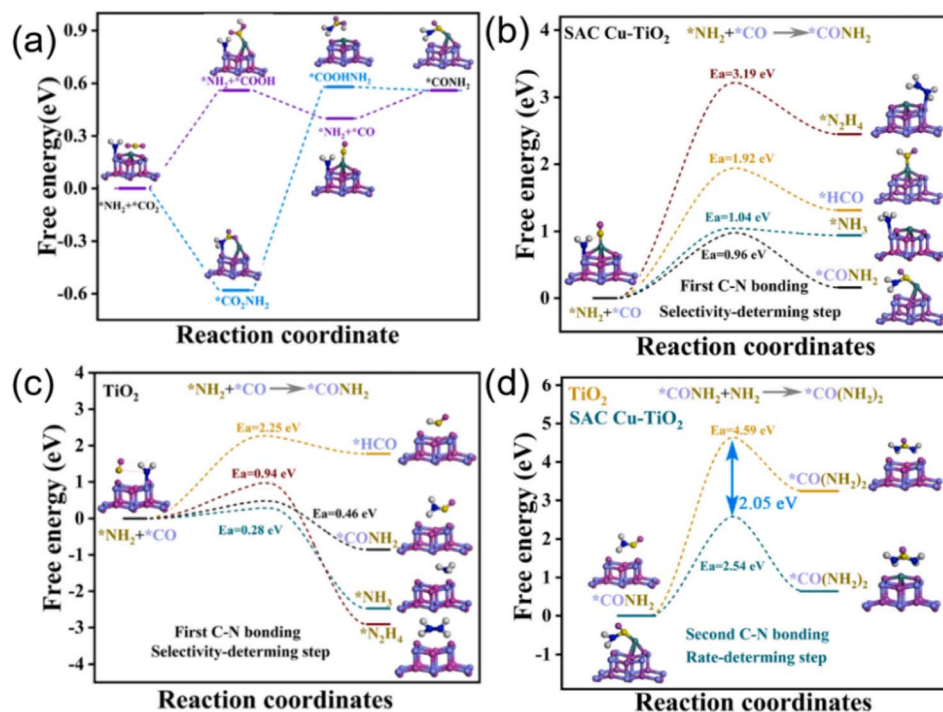 (a)
Free energy(eV)
0.9
0.6
0.3
0.0
-0.3
-0.6
*NH₂+*COOH
*COOHNH₂
*CONH₂
*NH₂+*CO
*NH₂+*CO₂
*CO₂NH₂
Reaction coordinate
(b)
Free energy (eV)
4
3
2
1
0
SAC Cu-TiO₂
*NH₂+*CO → *CONH₂
Ea=3.19 eV
*N₂H₄
Ea=1.92 eV
*HCO
Ea=1.04 eV
*NH₃
Ea=0.96 eV
*CONH₂
*NH₂+*CO
First C-N bonding
Selectivity-determing step
Reaction coordinates
(c)
Free energy (eV)
4
3
2
1
0
-1
-2
-3
-4
TiO₂
*NH₂+*CO → *CONH₂
Ea=2.25 eV
*HCO
Ea=0.94 eV
Ea=0.46 eV
Ea=0.28 eV
*NH₂+*CO
*CONH₂
*NH₃
*N₂H₄
First C-N bonding
Selectivity-determing step
Reaction coordinates
(d)
Free energy (eV)
6
5
4
3
2
1
0
-1
TiO₂
SAC Cu-TiO₂
*CONH₂+NH₂ → *CO(NH₂)₂
Ea=4.59 eV
*CO(NH₂)₂
2.05 eV
Ea=2.54 eV
*CO(NH₂)₂
*CONH₂
Second C-N bonding
Rate-determing step
Reaction coordinates